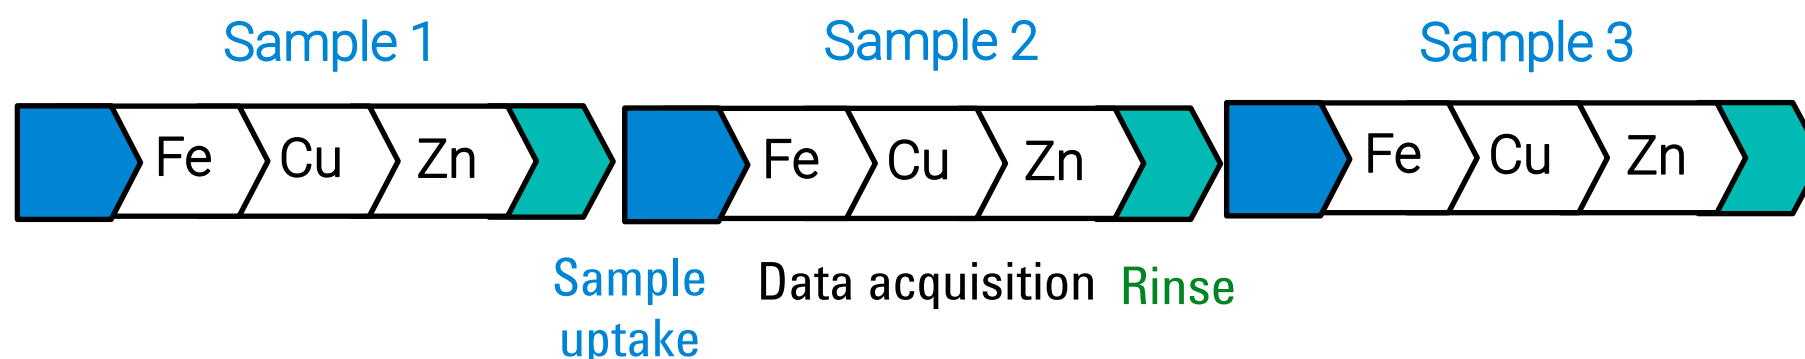 Sample 1 Sample 2 Sample 3
Fe Cu Zn Fe Cu Zn Fe Cu Zn
Sample uptake Data acquisition Rinse